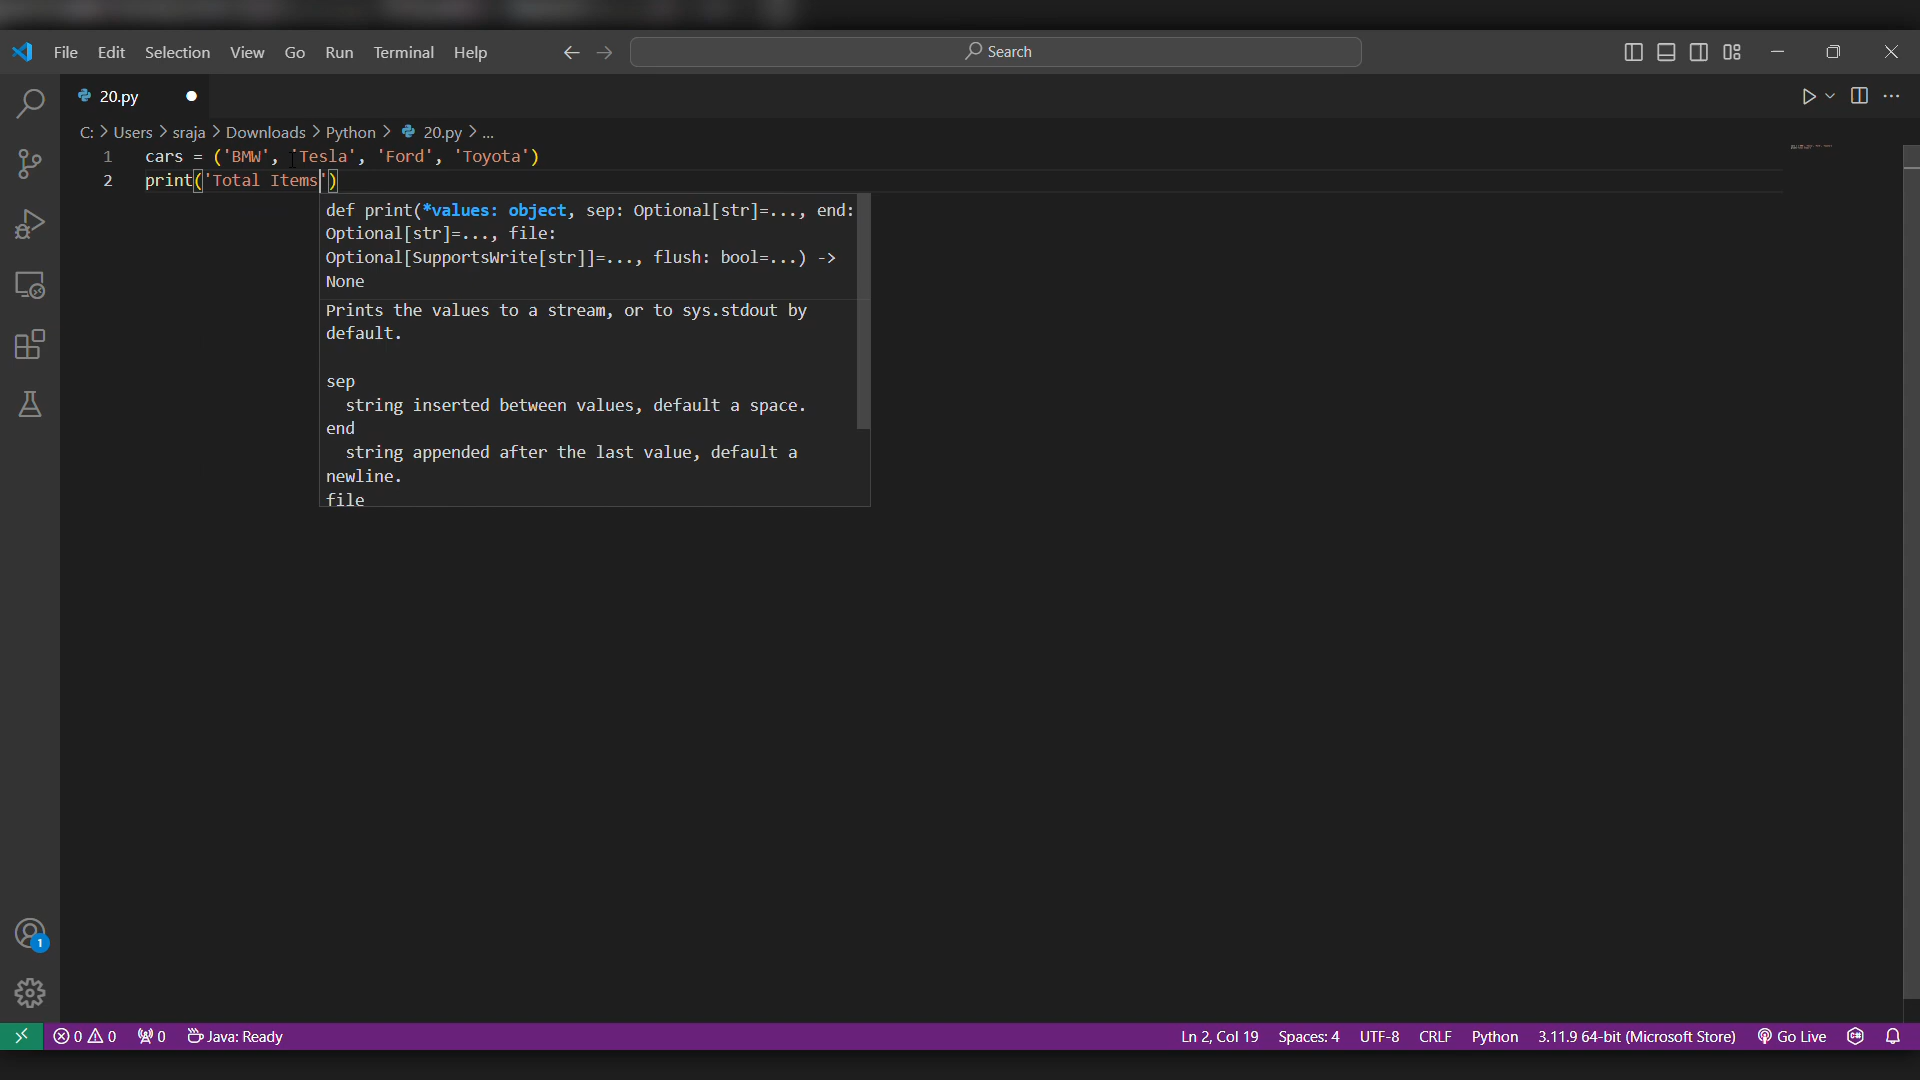 File Edit Selection View Go Run Terminal Help
Search
20.py
C: > Users > sraja > Downloads > Python > 20.py > ...
1 cars = ('BMW', 'Tesla', 'Ford', 'Toyota')
2 print('Total Items')
def print(*values: object, sep: Optional[str]=..., end:
Optional[str]=..., file:
Optional[SupportsWrite[str]]=..., flush: bool=...) ->
None
Prints the values to a stream, or to sys.stdout by
default.
sep
string inserted between values, default a space.
end
string appended after the last value, default a
newline.
file
1
0 0 0 Java: Ready Ln 2, Col 19 Spaces: 4 UTF-8 CRLF Python 3.11.9 64-bit (Microsoft Store) Go Live